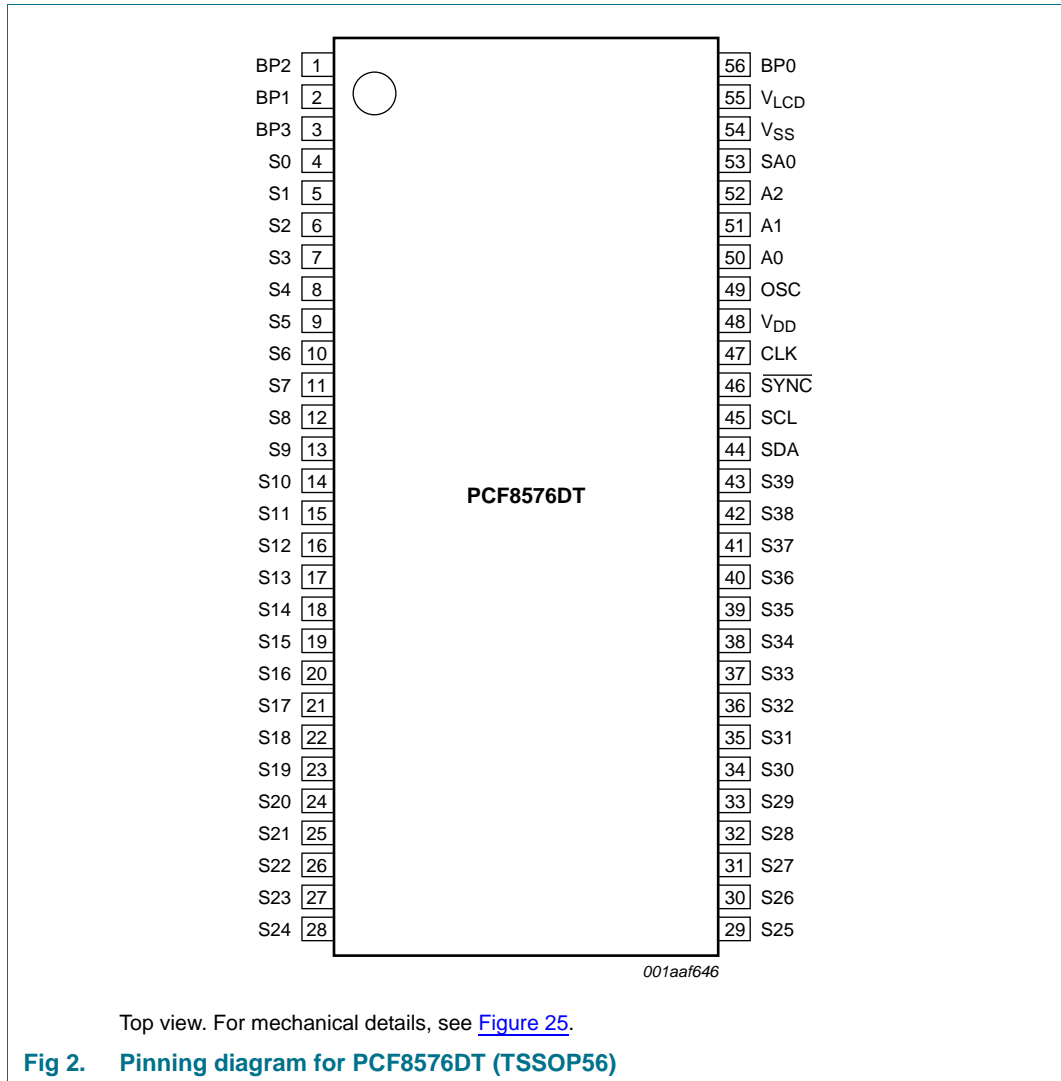 BP2 1 56 BP0
BP1 2 55 VLCD
BP3 3 54 VSS
S0 4 53 SA0
S1 5 52 A2
S2 6 51 A1
S3 7 50 A0
S4 8 49 OSC
S5 9 48 VDD
S6 10 47 CLK
S7 11 46 SYNC
S8 12 45 SCL
S9 13 44 SDA
S10 14 43 S39
PCF8576DT
S11 15 42 S38
S12 16 41 S37
S13 17 40 S36
S14 18 39 S35
S15 19 38 S34
S16 20 37 S33
S17 21 36 S32
S18 22 35 S31
S19 23 34 S30
S20 24 33 S29
S21 25 32 S28
S22 26 31 S27
S23 27 30 S26
S24 28 29 S25
001aaf646
Top view. For mechanical details, see Figure 25.
Fig 2. Pinning diagram for PCF8576DT (TSSOP56)